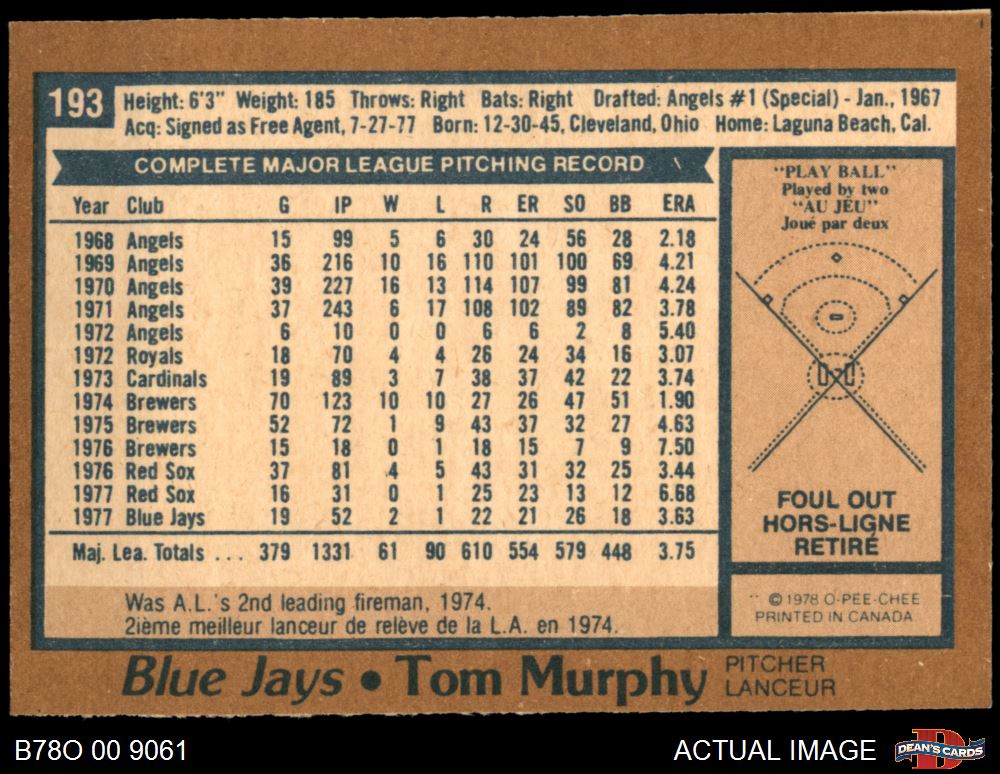 193
Height: 6'3" Weight: 185 Throws: Right Bats: Right Drafted: Angels #1 (Special) - Jan., 1967
Acq: Signed as Free Agent, 7-27-77 Born: 12-30-45, Cleveland, Ohio Home: Laguna Beach, Cal.
COMPLETE MAJOR LEAGUE PITCHING RECORD
Year Club G IP W L R ER SO BB ERA
1968 Angels 15 99 5 6 30 24 56 28 2.18
1969 Angels 36 216 10 16 110 101 100 69 4.21
1970 Angels 39 227 16 13 114 107 99 81 4.24
1971 Angels 37 243 6 17 108 102 89 82 3.78
1972 Angels 6 10 0 0 6 6 2 8 5.40
1972 Royals 18 70 4 4 26 24 34 16 3.07
1973 Cardinals 19 89 3 7 38 37 42 22 3.74
1974 Brewers 70 123 10 10 27 26 47 51 1.90
1975 Brewers 52 72 1 9 43 37 32 27 4.63
1976 Brewers 15 18 0 1 18 15 7 9 7.50
1976 Red Sox 37 81 4 5 43 31 32 25 3.44
1977 Red Sox 16 31 0 1 25 23 13 12 6.68
1977 Blue Jays 19 52 2 1 22 21 26 18 3.63
Maj. Lea. Totals ... 379 1331 61 90 610 554 579 448 3.75
Was A.L.'s 2nd leading fireman, 1974.
2ième meilleur lanceur de relève de la L.A. en 1974.
"PLAY BALL"
Played by two
"AU JÉU"
Joué par deux
FOUL OUT
HORS-LIGNE
RETIRÉ
© 1978 O-PEE-CHEE
PRINTED IN CANADA
Blue Jays • Tom Murphy
PITCHER
LANCEUR
B78O 00 9061
ACTUAL IMAGE
DEAN'S CARDS